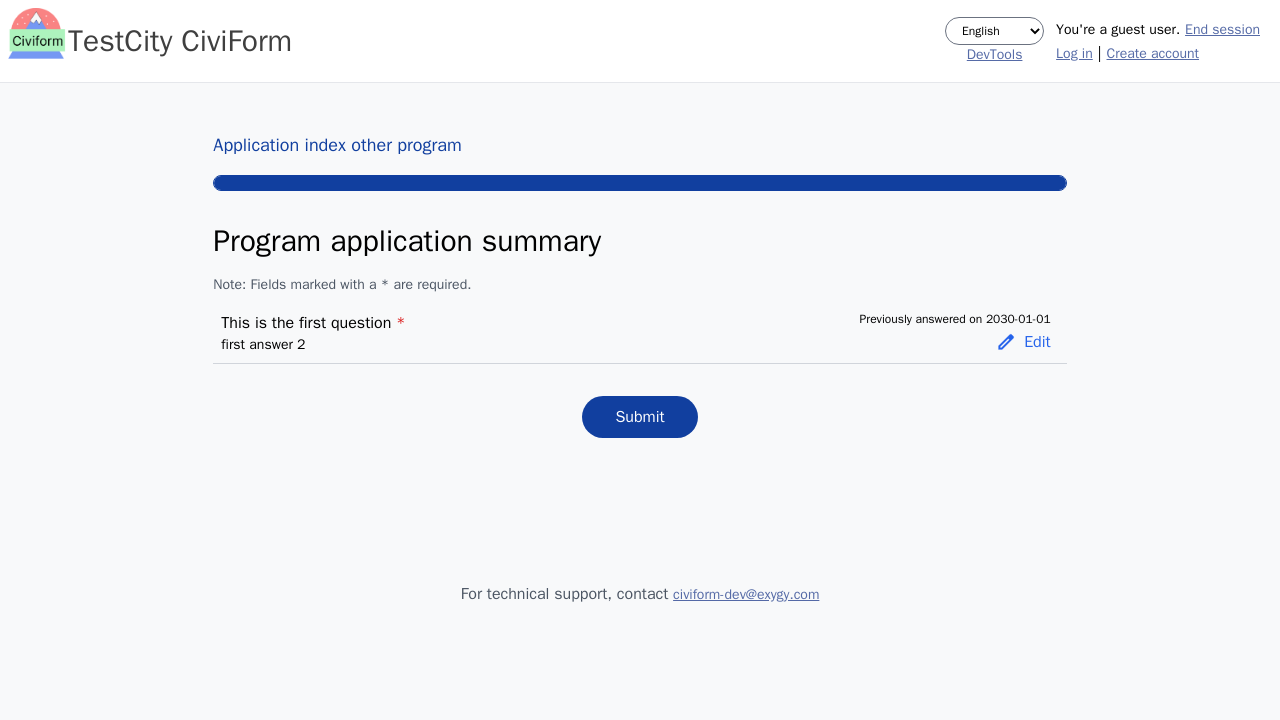 Civiform
TestCity CiviForm
English
DevTools
You're a guest user. End session
Log in | Create account
Application index other program
Program application summary
Note: Fields marked with a * are required.
This is the first question *
first answer 2
Previously answered on 2030-01-01
Edit
Submit
For technical support, contact civiform-dev@exygy.com